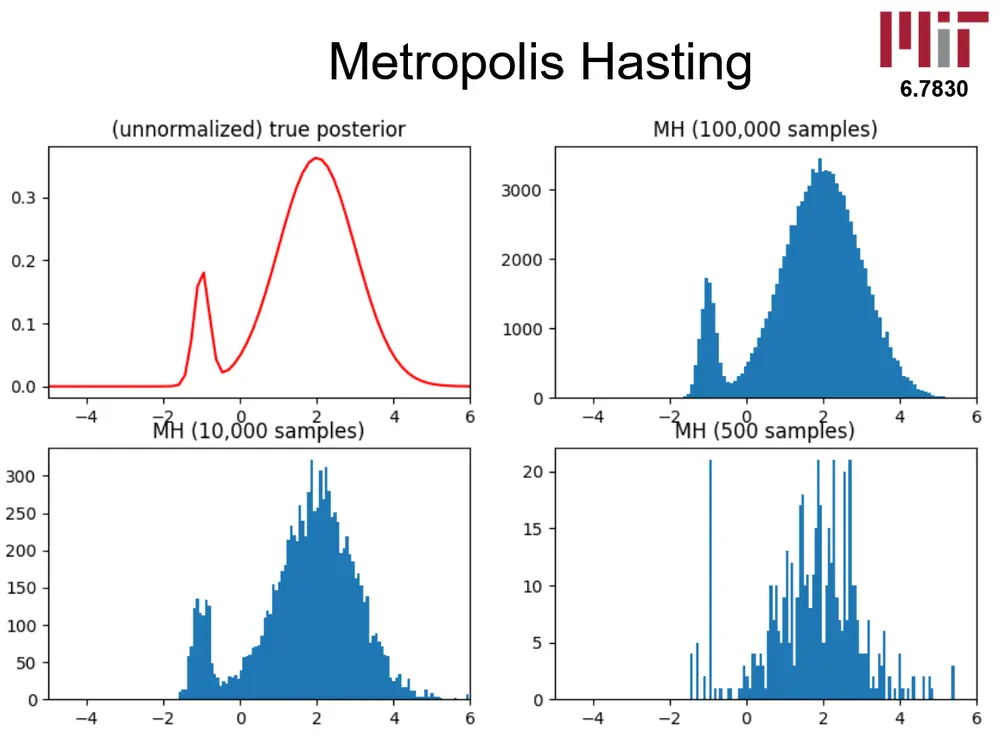 Metropolis Hasting
MIT
6.7830
(unnormalized) true posterior
0.3
0.2
0.1
0.0
−4 −2 0 2 4 6
MH (100,000 samples)
3000
2000
1000
0
−4 −2 0 2 4 6
MH (10,000 samples)
300
250
200
150
100
50
0
−4 −2 0 2 4 6
MH (500 samples)
20
15
10
5
0
−4 −2 0 2 4 6